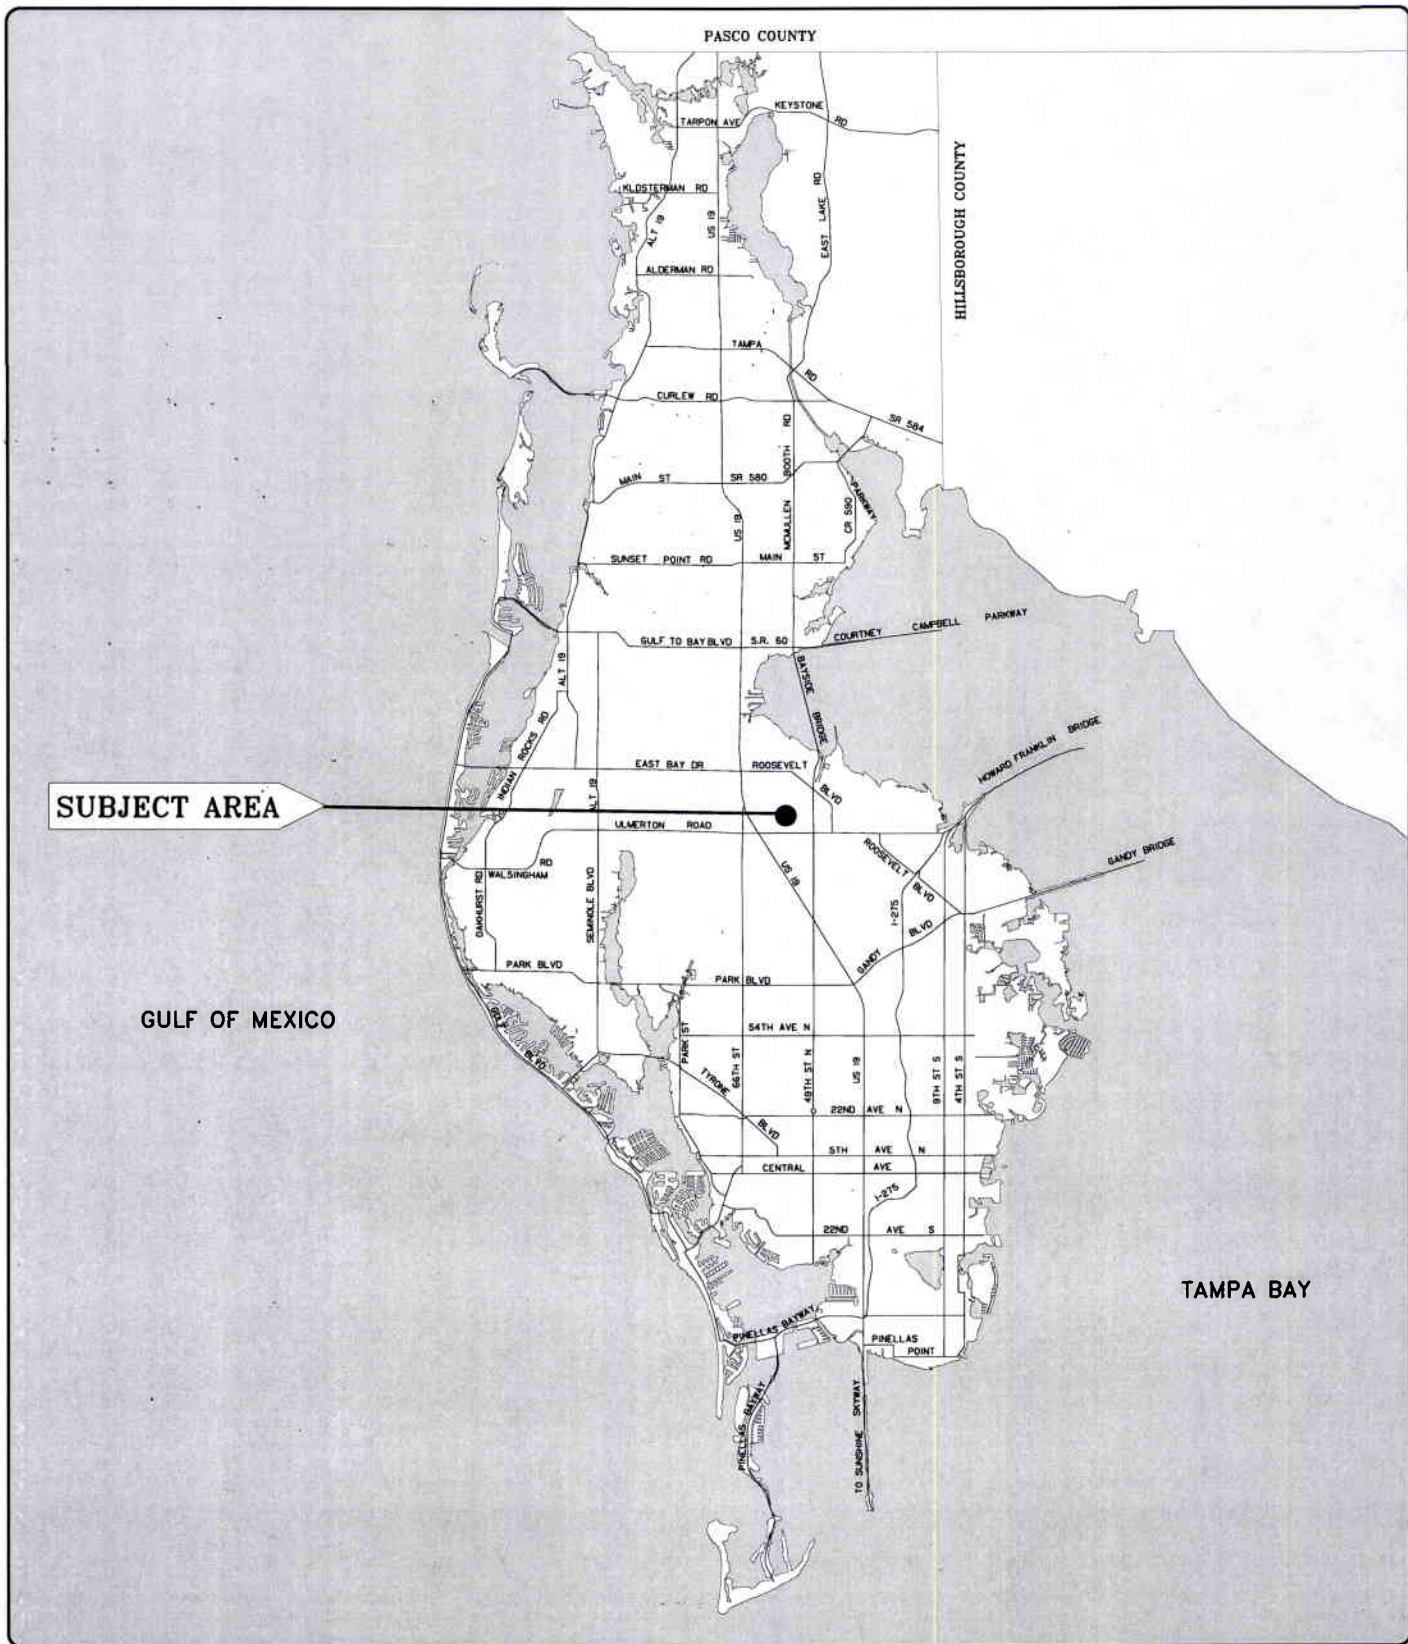 PASCO COUNTY
KEYSTONE RD
TARPON AVE
HILLSBOROUGH COUNTY
KLOSTERMAN RD
EAST LAKE RD
ALT 19
US 19
ALDERMAN RD
TAMPA RD
CURLEW RD
SR 584
MCMULLEN BOOTH RD
MAIN ST
SR 580
PARKWAY
CR 590
US 19
SUNSET POINT RD
MAIN ST
COURTNEY CAMPBELL PARKWAY
GULF TO BAY BLVD
S.R. 60
ALT 19
BAYSIDE BRIDGE
INDIAN ROCKS RD
HOWARD FRANKLIN BRIDGE
EAST BAY DR
ROOSEVELT BLVD
ALT 19
SUBJECT AREA
ULMERTON ROAD
WALSINGHAM RD
ROOSEVELT BLVD
GANDY BRIDGE
US 19
OAKHURST RD
SEMINOLE BLVD
I-275
GANDY BLVD
PARK BLVD
PARK BLVD
GULF OF MEXICO
GULF BLVD
54TH AVE N
PARK ST
66TH ST
49TH ST N
US 19
9TH ST S
4TH ST S
TYRONE BLVD
22ND AVE N
5TH AVE N
CENTRAL AVE
I-275
22ND AVE S
TAMPA BAY
PINELLAS BAYWAY
PINELLAS POINT
PINELLAS BAYWAY
TO SUNSHINE SKYWAY